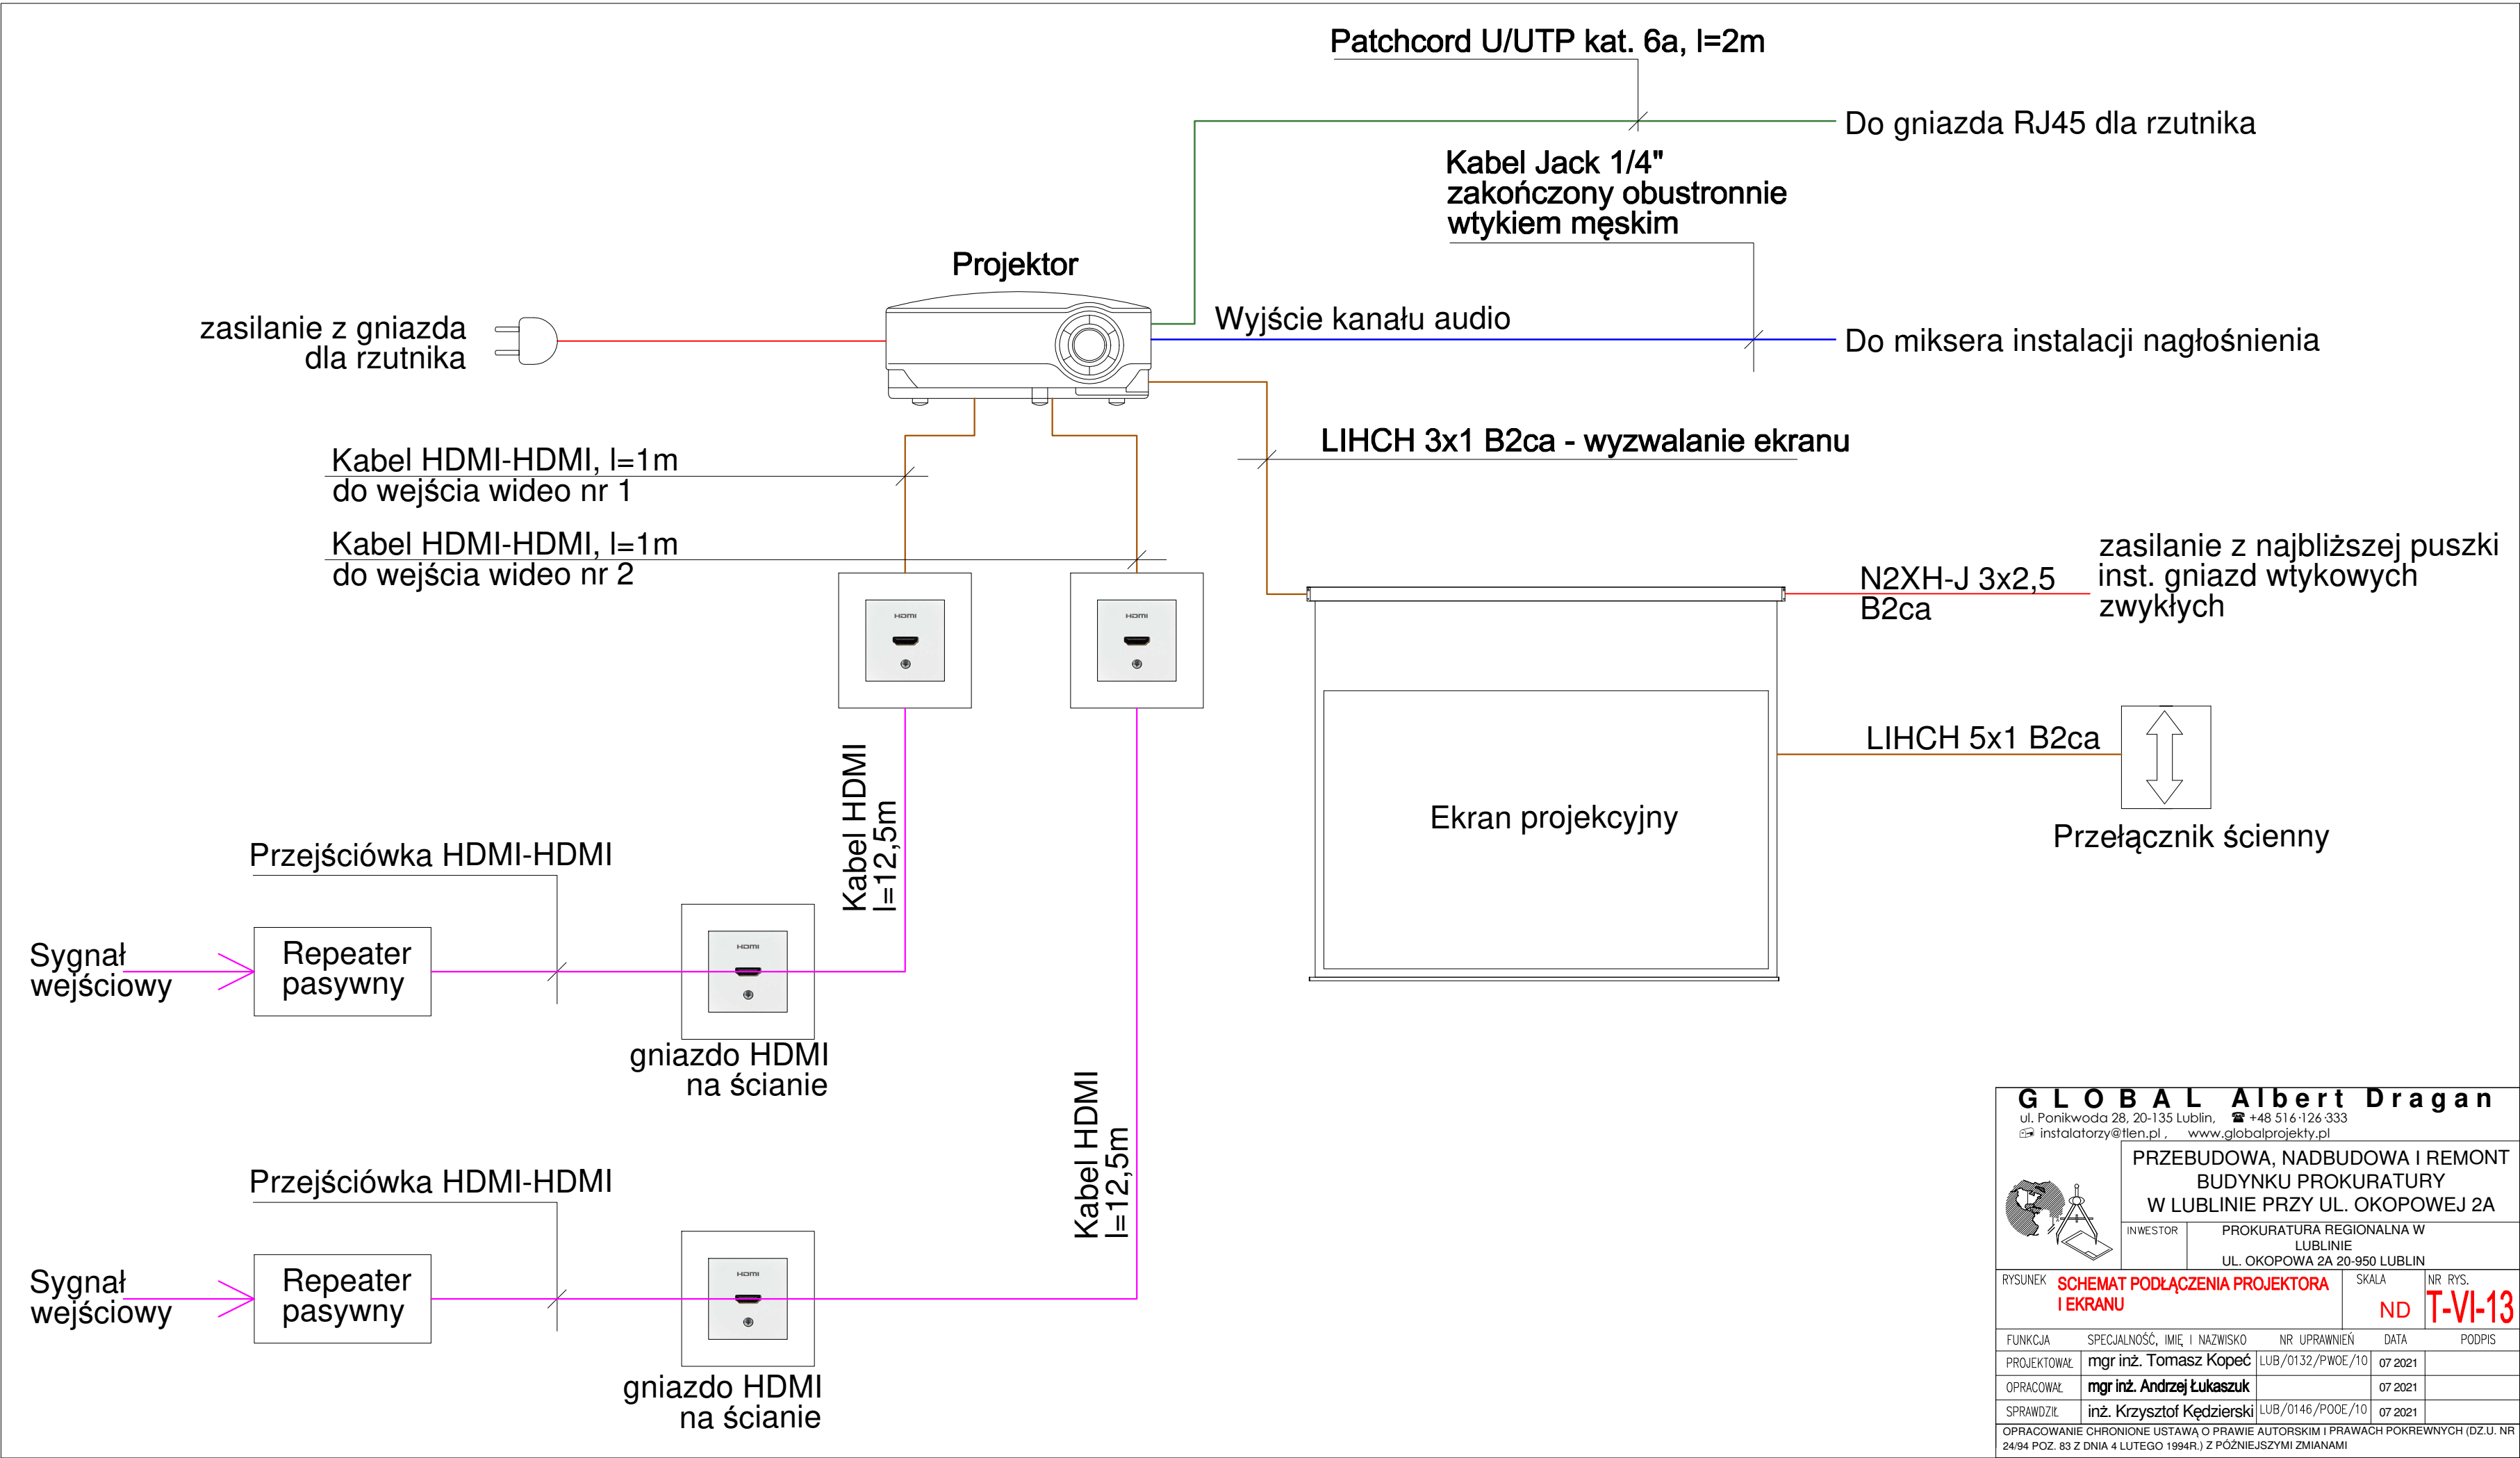 Patchcord U/UTP kat. 6a, l=2m
Do gniazda RJ45 dla rzutnika
Kabel Jack 1/4"
zakończony obustronnie
wtykiem męskim
Projektor
zasilanie z gniazda
dla rzutnika
Wyjście kanału audio
Do miksera instalacji nagłośnienia
Kabel HDMI-HDMI, l=1m
do wejścia wideo nr 1
LIHCH 3x1 B2ca - wyzwalanie ekranu
Kabel HDMI-HDMI, l=1m
do wejścia wideo nr 2
HDMI
HDMI
N2XH-J 3x2,5
B2ca
zasilanie z najbliższej puszki
inst. gniazd wtykowych
zwykłych
LIHCH 5x1 B2ca
Przełącznik ścienny
Ekran projekcyjny
Kabel HDMI
l=12,5m
Przejściówka HDMI-HDMI
Sygnał
wejściowy
Repeater
pasywny
HDMI
gniazdo HDMI
na ścianie
Kabel HDMI
l=12,5m
Przejściówka HDMI-HDMI
Sygnał
wejściowy
Repeater
pasywny
HDMI
gniazdo HDMI
na ścianie
GLOBAL Albert Dragan
ul. Ponikwoda 28, 20-135 Lublin, ☎ +48 516·126·333
instalatorzy@tlen.pl , www.globalprojekty.pl
PRZEBUDOWA, NADBUDOWA I REMONT
BUDYNKU PROKURATURY
W LUBLINIE PRZY UL. OKOPOWEJ 2A
INWESTOR
PROKURATURA REGIONALNA W
LUBLINIE
UL. OKOPOWA 2A 20-950 LUBLIN
RYSUNEK SCHEMAT PODŁĄCZENIA PROJEKTORA
I EKRANU
SKALA
ND
NR RYS.
T-VI-13
FUNKCJA SPECJALNOŚĆ, IMIĘ I NAZWISKO NR UPRAWNIEŃ DATA PODPIS
PROJEKTOWAŁ mgr inż. Tomasz Kopeć LUB/0132/PWOE/10 07 2021
OPRACOWAŁ mgr inż. Andrzej Łukaszuk 07 2021
SPRAWDZIŁ inż. Krzysztof Kędzierski LUB/0146/POOE/10 07 2021
OPRACOWANIE CHRONIONE USTAWĄ O PRAWIE AUTORSKIM I PRAWACH POKREWNYCH (DZ.U. NR
24/94 POZ. 83 Z DNIA 4 LUTEGO 1994R.) Z PÓŹNIEJSZYMI ZMIANAMI